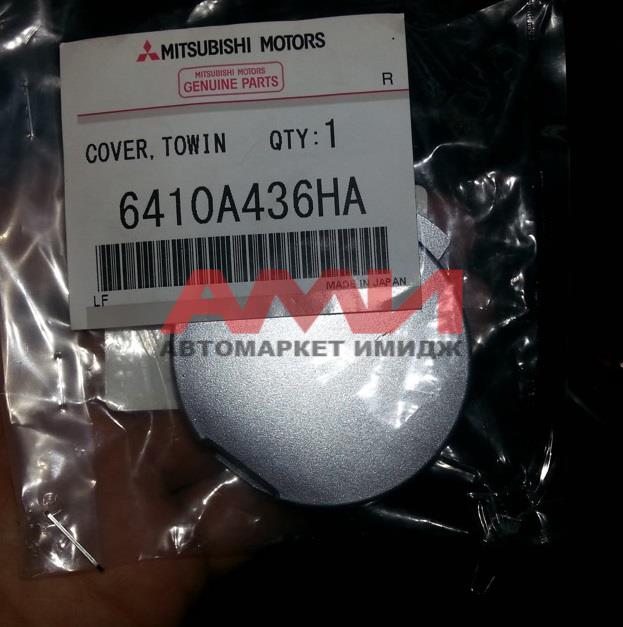 MITSUBISHI MOTORS
MITSUBISHI MOTORS
GENUINE PARTS
R
COVER, TOWIN QTY:1
6410A436HA
MADE IN JAPAN
LF
АМИ
АВТОМАРКЕТ ИМИДЖ